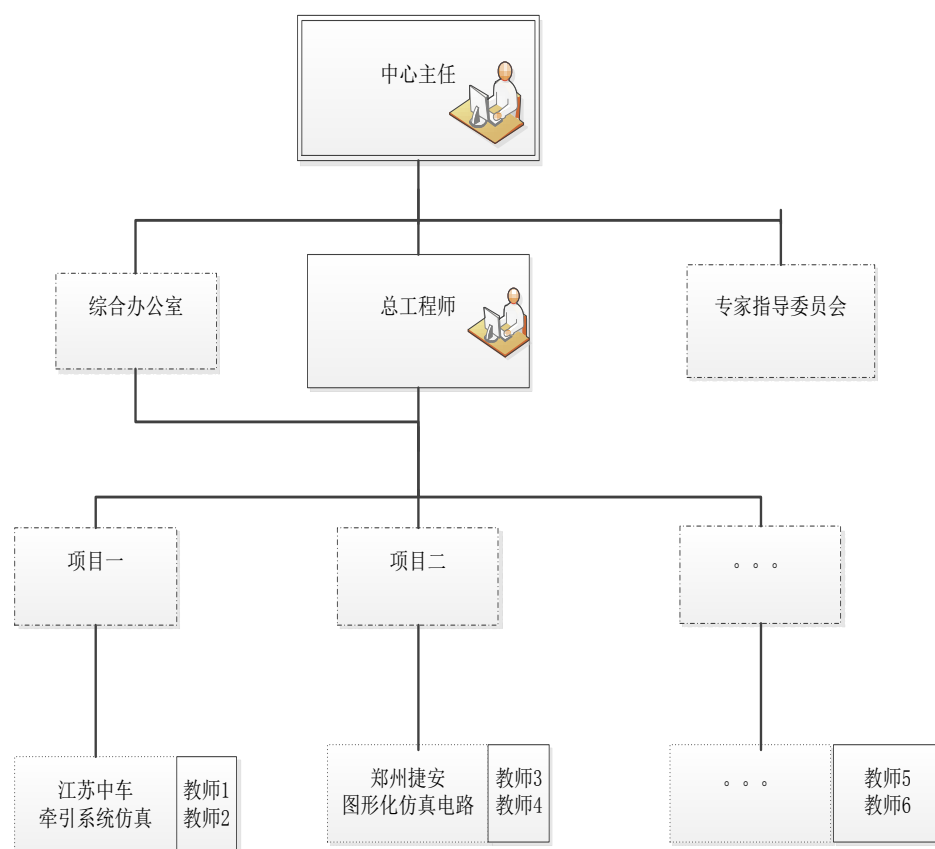 中心主任
综合办公室
总工程师
专家指导委员会
项目一
项目二
。。。
江苏中车
牵引系统仿真
教师1
教师2
郑州捷安
图形化仿真电路
教师3
教师4
。。。
教师5
教师6